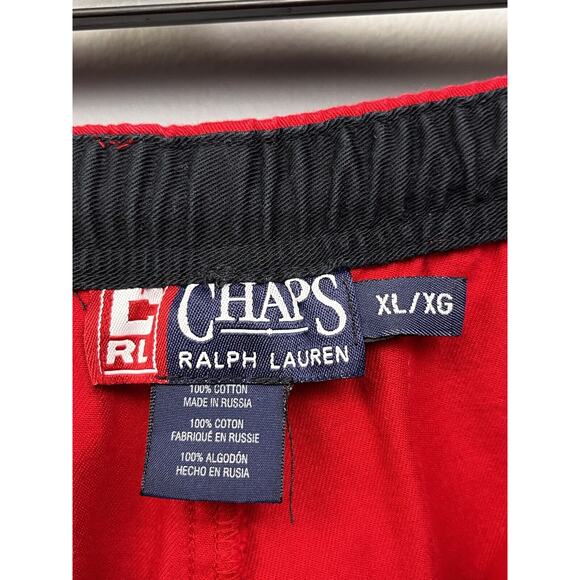 CHAPS
RL
RALPH LAUREN
XL/XG
100% COTTON
MADE IN RUSSIA
100% COTON
FABRIQUÉ EN RUSSIE
100% ALGODÓN
HECHO EN RUSIA